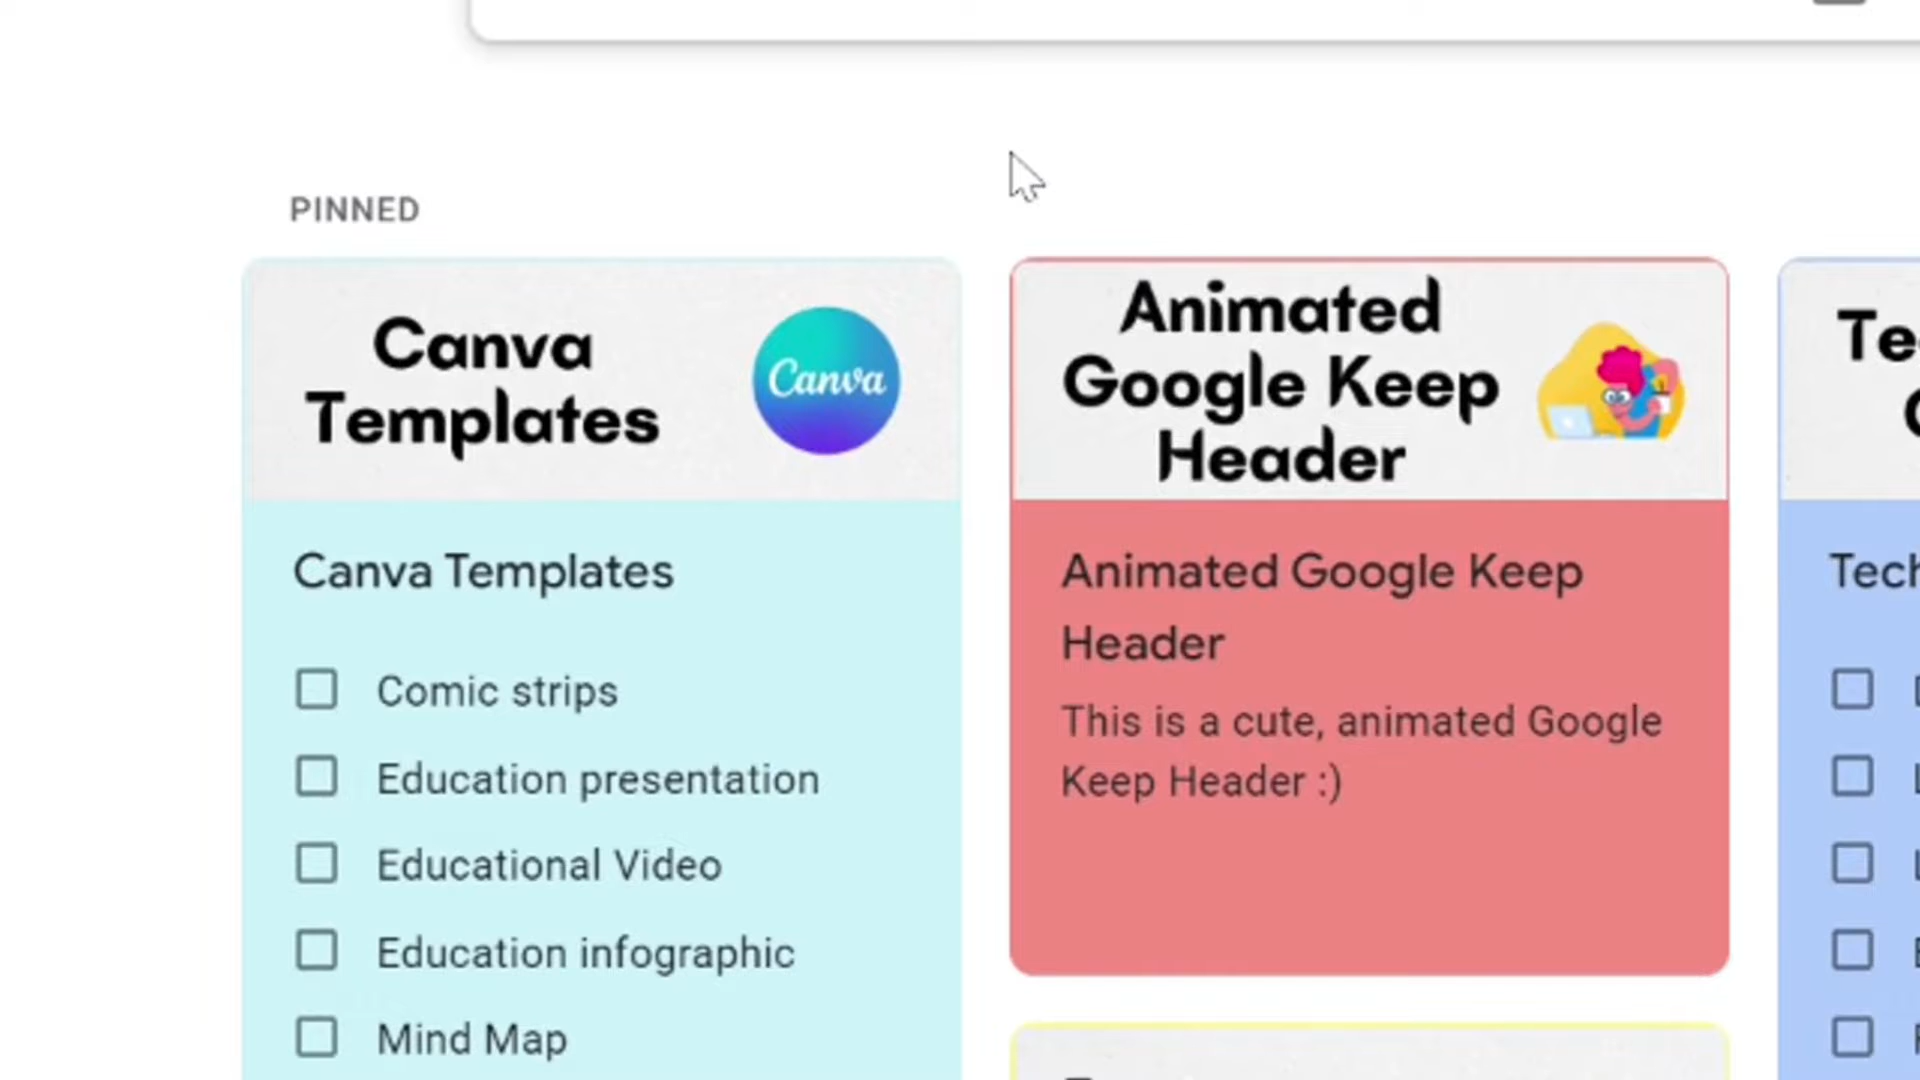 PINNED
Canva
Templates
Canva
Canva Templates
Comic strips
Education presentation
Educational Video
Education infographic
Mind Map
Animated
Google Keep
Header
Animated Google Keep
Header
This is a cute, animated Google
Keep Header :)